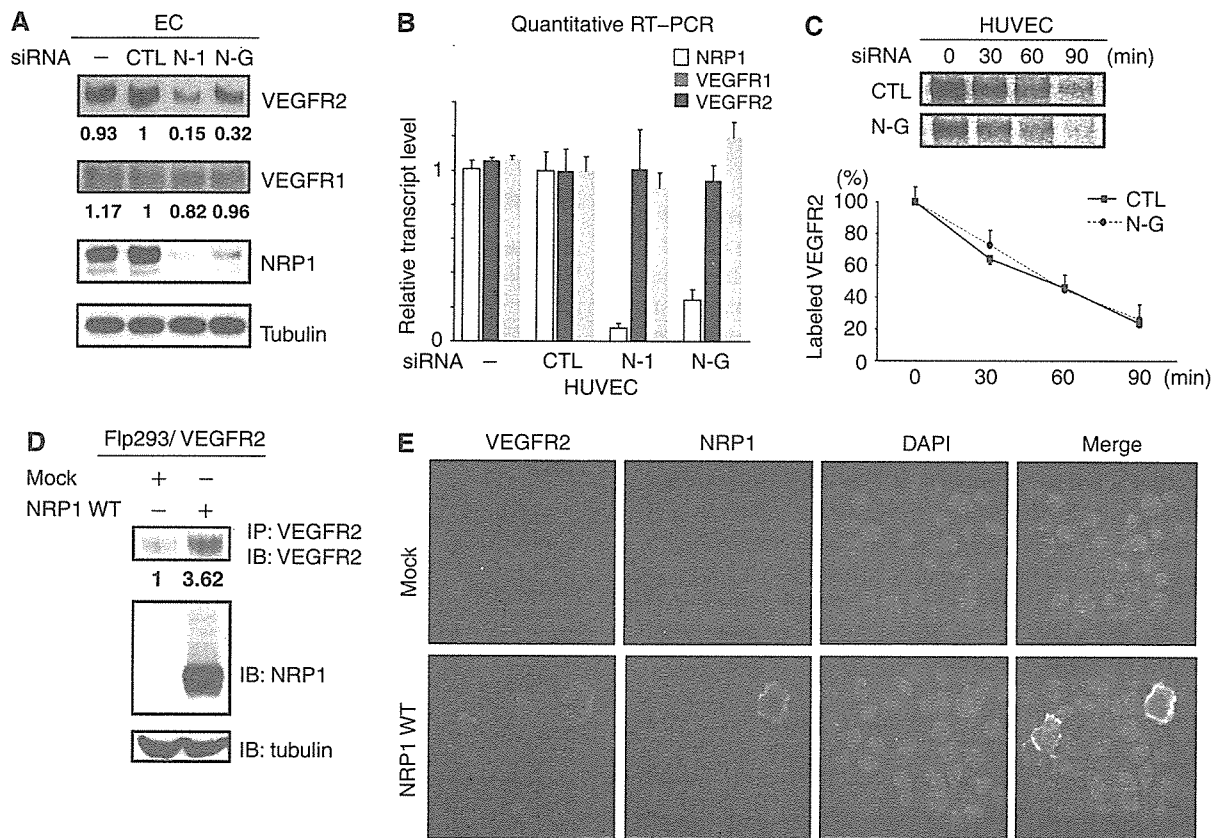 A
EC
siRNA – CTL N-1 N-G
VEGFR2
0.93 1 0.15 0.32
VEGFR1
1.17 1 0.82 0.96
NRP1
Tubulin
B
Quantitative RT–PCR
NRP1
VEGFR1
VEGFR2
Relative transcript level
1
0
siRNA – CTL N-1 N-G
HUVEC
C
HUVEC
siRNA 0 30 60 90 (min)
CTL
N-G
(%)
Labeled VEGFR2
100
80
60
40
20
0 30 60 90 (min)
CTL
N-G
D
Flp293/ VEGFR2
Mock + –
NRP1 WT – +
IP: VEGFR2
IB: VEGFR2
1 3.62
IB: NRP1
IB: tubulin
E
VEGFR2 NRP1 DAPI Merge
Mock
NRP1 WT